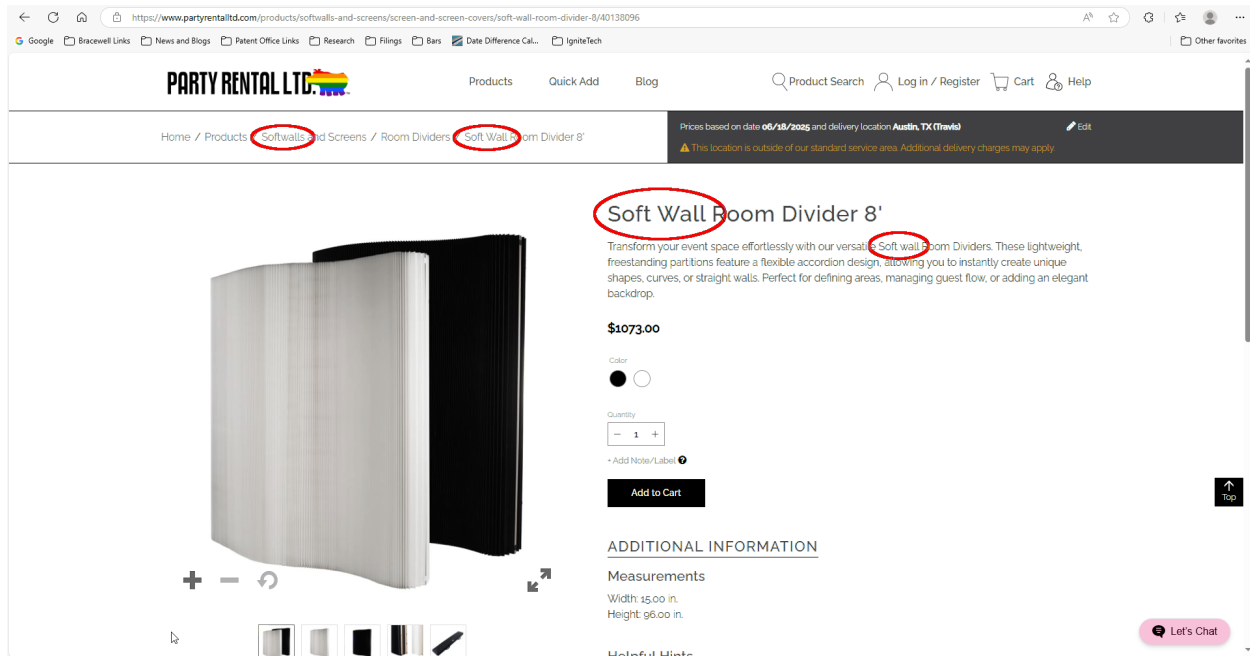 https://www.partyrentalltd.com/products/softwalls-and-screens/screen-and-screen-covers/soft-wall-room-divider-8/40138096
Google Bracewell Links News and Blogs Patent Office Links Research Filings Bars Date Difference Cal... IgniteTech Other favorites
PARTY RENTAL LTD. Products Quick Add Blog Product Search Log in / Register Cart Help
Home / Products / Softwalls and Screens / Room Dividers / Soft Wall Room Divider 8'
Prices based on date 06/18/2025 and delivery location Austin, TX (Travis) Edit
This location is outside of our standard service area. Additional delivery charges may apply.
Soft Wall Room Divider 8'
Transform your event space effortlessly with our versatile Soft wall Room Dividers. These lightweight,
freestanding partitions feature a flexible accordion design, allowing you to instantly create unique
shapes, curves, or straight walls. Perfect for defining areas, managing guest flow, or adding an elegant
backdrop.
$1073.00
Color
Quantity
− 1 +
+ Add Note/Label ?
Add to Cart
Top
ADDITIONAL INFORMATION
Measurements
Width: 15.00 in.
Height: 96.00 in.
Let's Chat
Helpful Hints